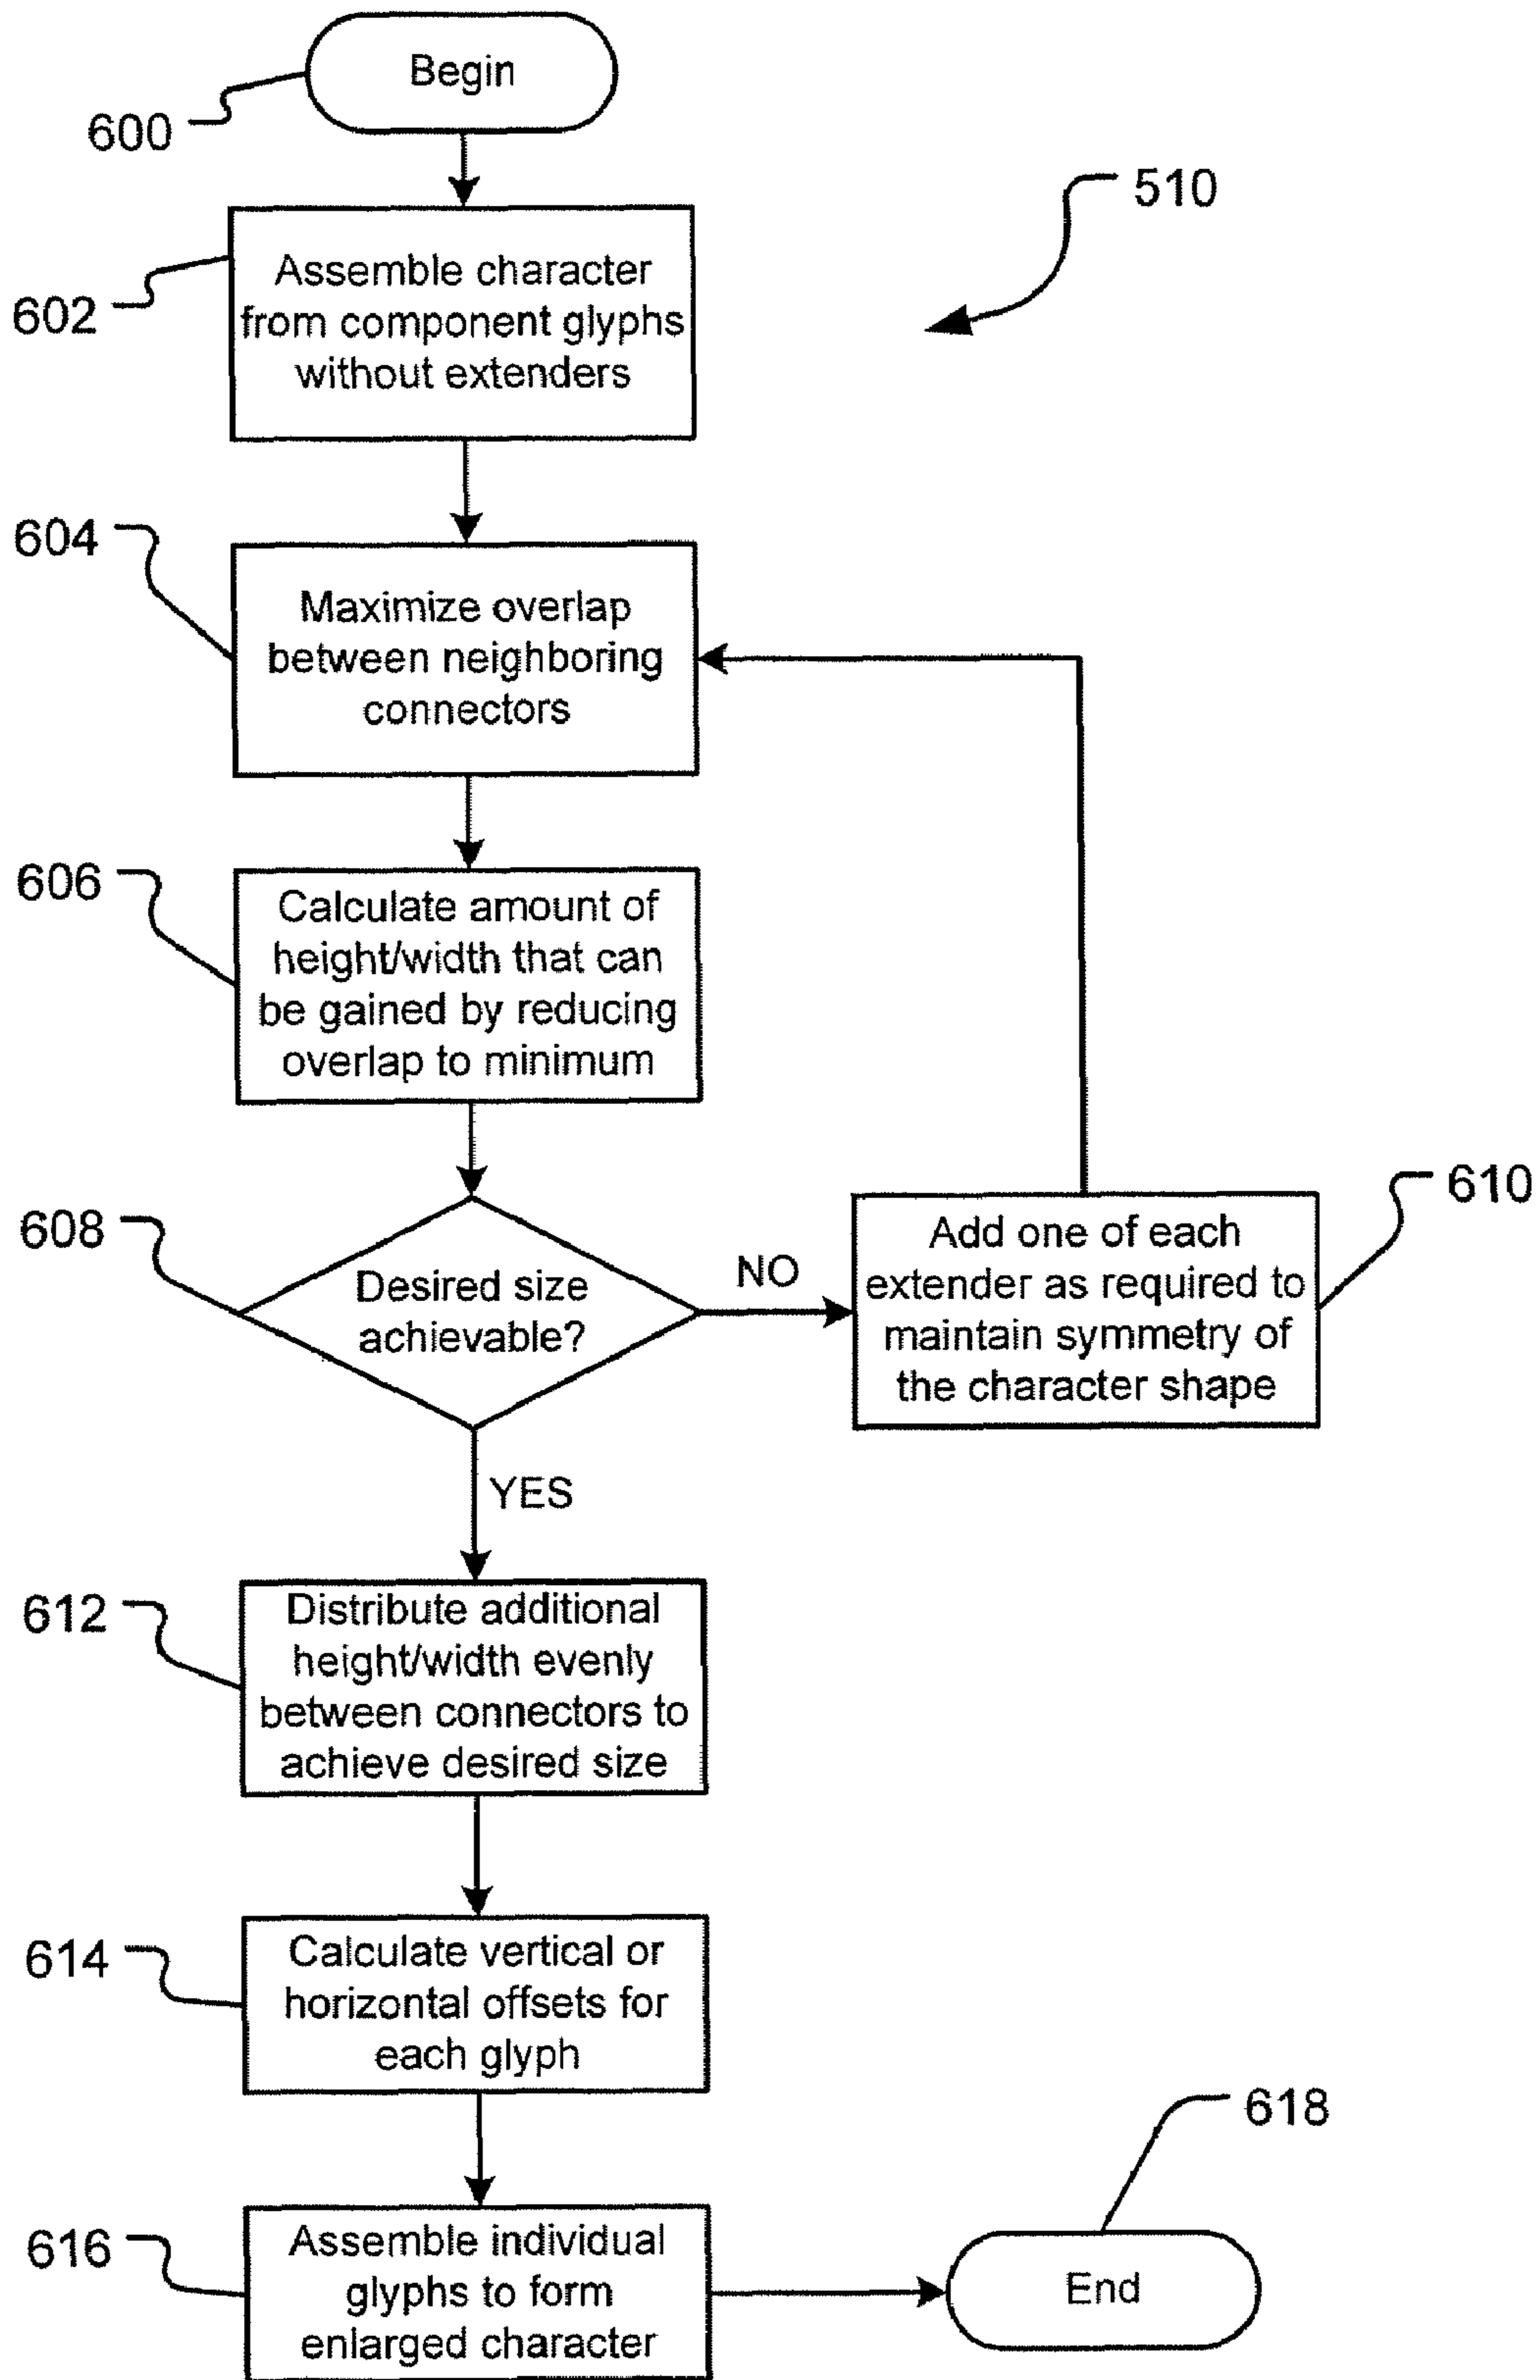 Begin
600
510
Assemble character
from component glyphs
without extenders
602
604
Maximize overlap
between neighboring
connectors
606
Calculate amount of
height/width that can
be gained by reducing
overlap to minimum
608
Desired size
achievable?
NO
610
Add one of each
extender as required to
maintain symmetry of
the character shape
YES
612
Distribute additional
height/width evenly
between connectors to
achieve desired size
614
Calculate vertical or
horizontal offsets for
each glyph
618
616
Assemble individual
glyphs to form
enlarged character
End